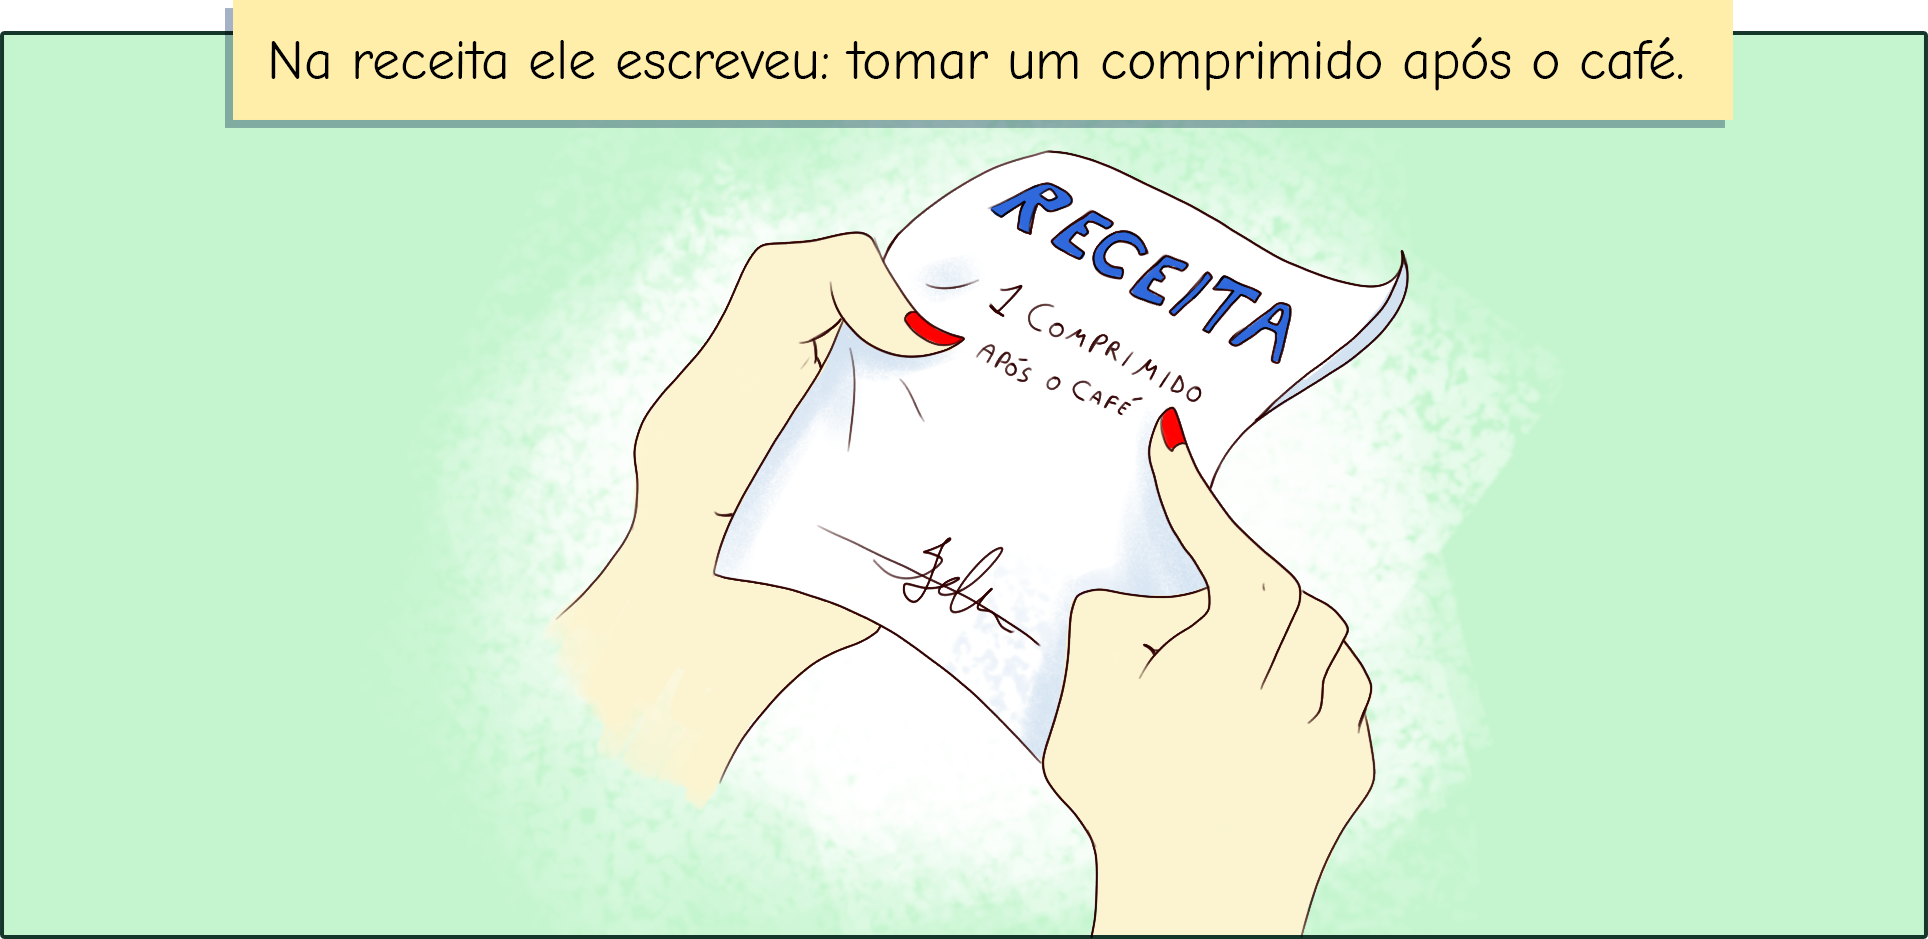 Na receita ele escreveu: tomar um comprimido após o café.
RECEITA
1 COMPRIMIDO
APÓS O CAFÉ